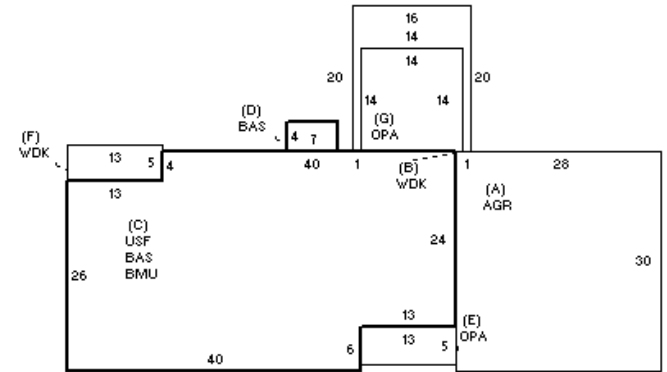 16
14
14
20
20
14
14
(G)
OPA
(D)
BAS
4
7
(F)
WDK
13
5
4
40
1
(B)
WDK
1
28
(A)
AGR
13
(C)
USF
BAS
BMU
24
30
26
13
(E)
OPA
13
5
6
40